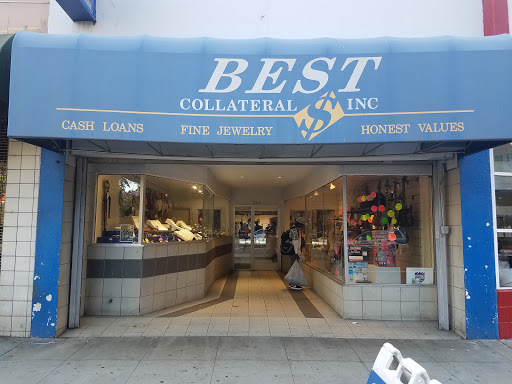 BEST
COLLATERAL $ INC
CASH LOANS FINE JEWELRY HONEST VALUES